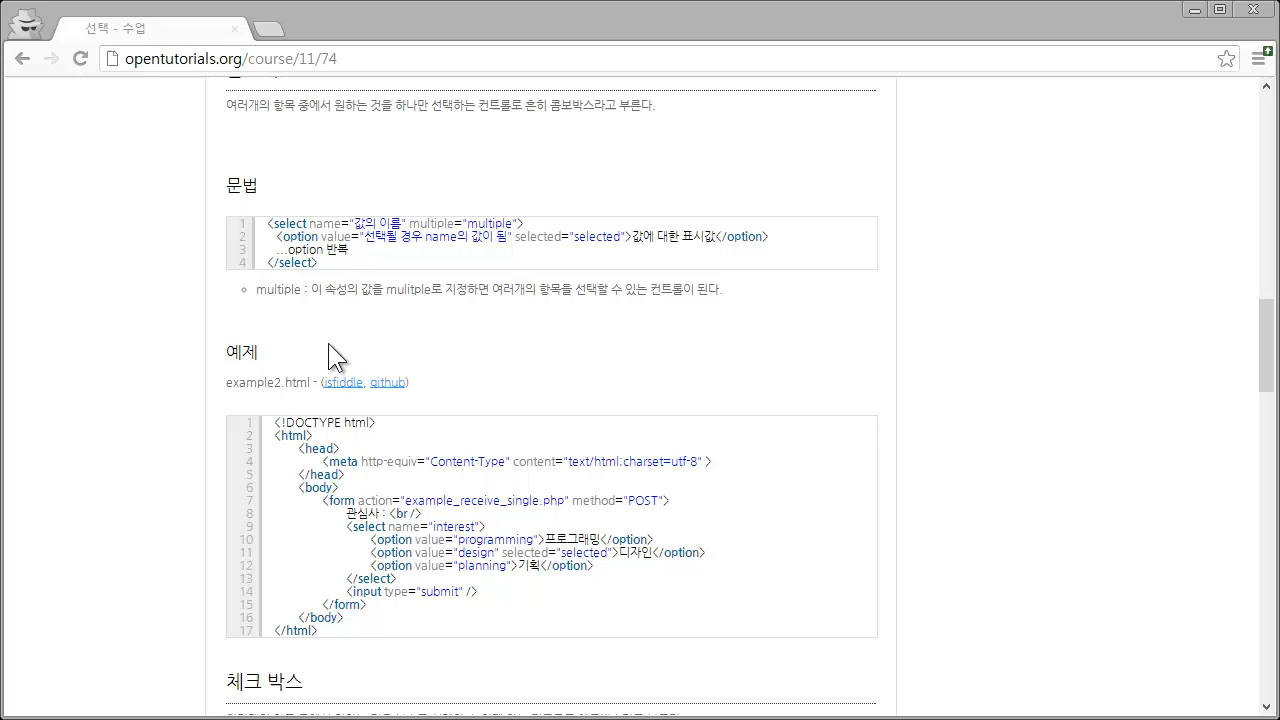 선택 - 수업
opentutorials.org/course/11/74
여러개의 항목 중에서 원하는 것을 하나만 선택하는 컨트롤로 흔히 콤보박스라고 부른다.
문법
1 <select name="값의 이름" multiple="multiple">
2 <option value="선택될 경우 name의 값이 됨" selected="selected">값에 대한 표시값</option>
3 ...option 반복
4 </select>
multiple : 이 속성의 값을 mulitple로 지정하면 여러개의 항목을 선택할 수 있는 컨트롤이 된다.
예제
example2.html - (jsfiddle, github)
1 <!DOCTYPE html>
2 <html>
3 <head>
4 <meta http-equiv="Content-Type" content="text/html;charset=utf-8" >
5 </head>
6 <body>
7 <form action="example_receive_single.php" method="POST">
8 관심사 : <br />
9 <select name="interest">
10 <option value="programming">프로그래밍</option>
11 <option value="design" selected="selected">디자인</option>
12 <option value="planning">기획</option>
13 </select>
14 <input type="submit" />
15 </form>
16 </body>
17 </html>
체크 박스